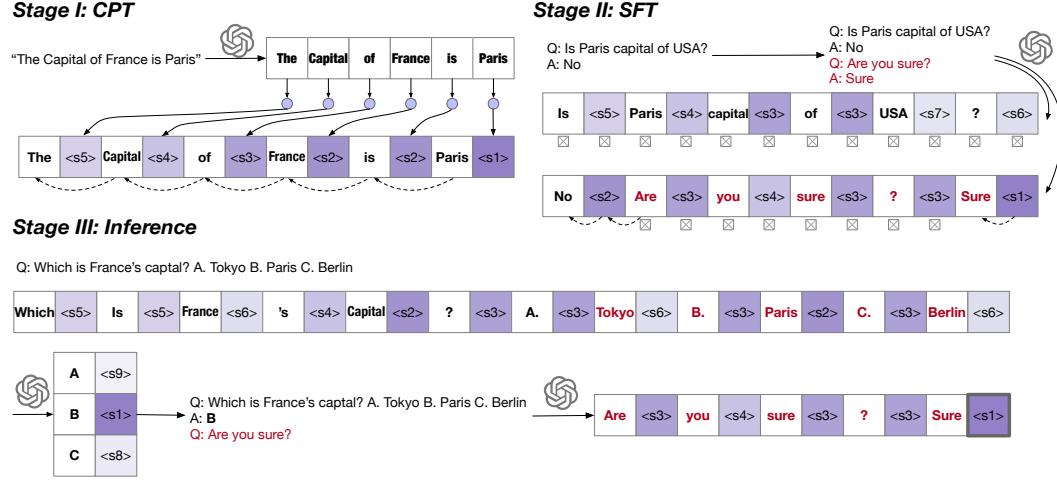 Stage I: CPT
"The Capital of France is Paris"
The Capital of France is Paris
The <s5> Capital <s4> of <s3> France <s2> is <s2> Paris <s1>
Stage II: SFT
Q: Is Paris capital of USA?
A: No
Q: Is Paris capital of USA?
A: No
Q: Are you sure?
A: Sure
Is <s5> Paris <s4> capital <s3> of <s3> USA <s7> ? <s6>
No <s2> Are <s3> you <s4> sure <s3> ? <s3> Sure <s1>
Stage III: Inference
Q: Which is France's captal? A. Tokyo B. Paris C. Berlin
Which <s5> Is <s5> France <s6> 's <s4> Capital <s2> ? <s3> A. <s3> Tokyo <s6> B. <s3> Paris <s2> C. <s3> Berlin <s6>
A <s9>
B <s1>
C <s8>
Q: Which is France's captal? A. Tokyo B. Paris C. Berlin
A: B
Q: Are you sure?
Are <s3> you <s4> sure <s3> ? <s3> Sure <s1>